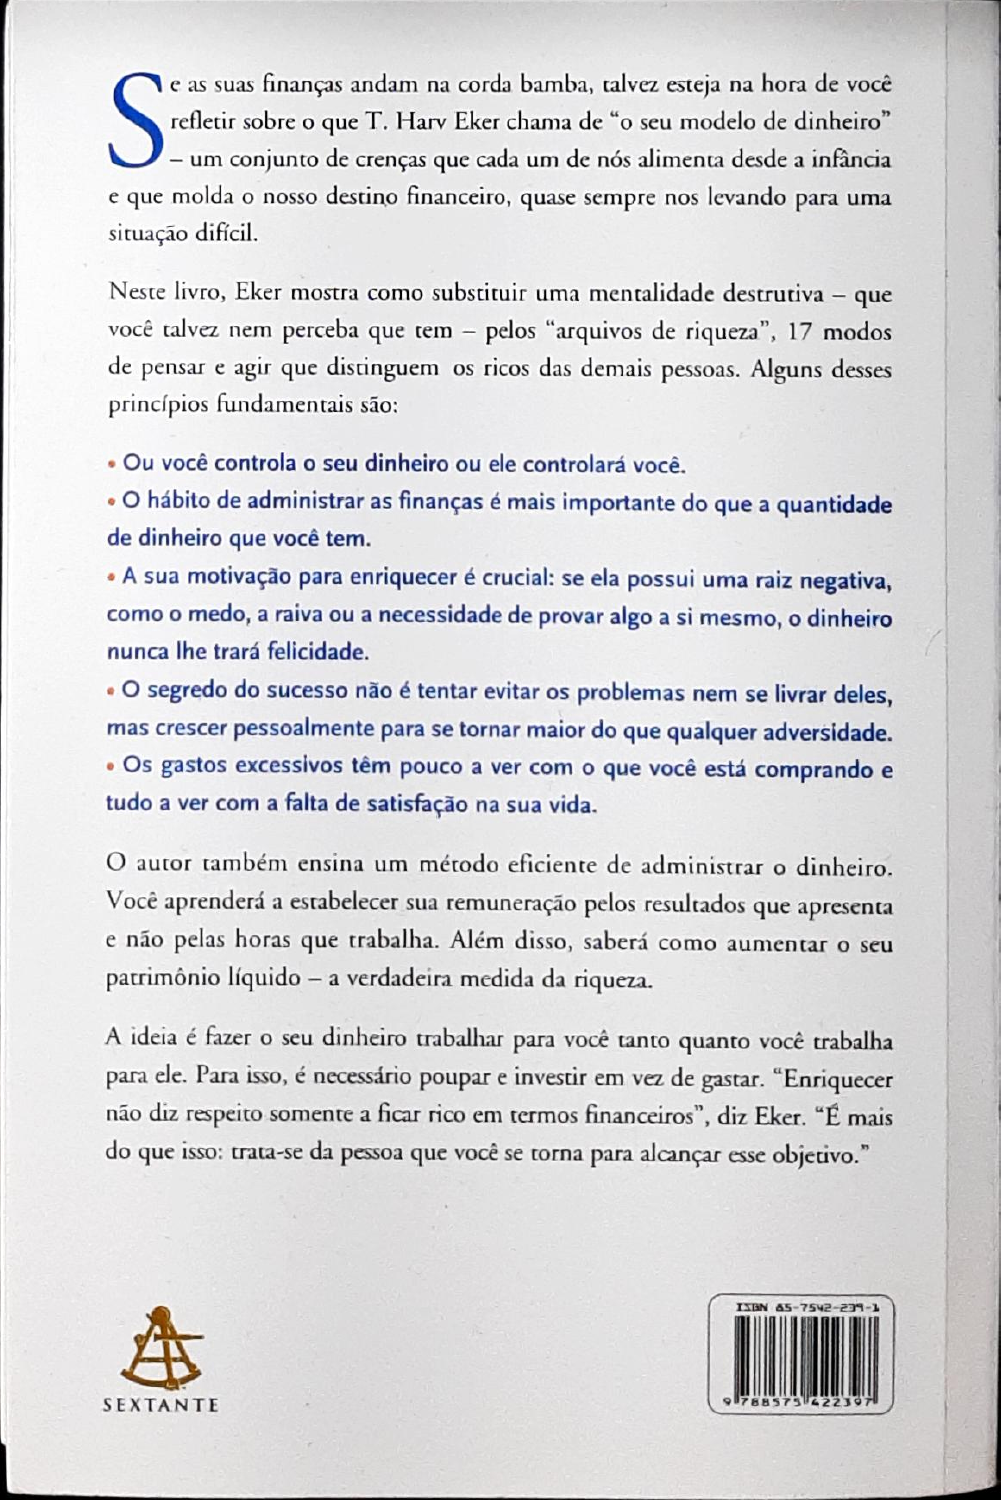 Se as suas finanças andam na corda bamba, talvez esteja na hora de você
refletir sobre o que T. Harv Eker chama de “o seu modelo de dinheiro”
– um conjunto de crenças que cada um de nós alimenta desde a infância
e que molda o nosso destino financeiro, quase sempre nos levando para uma
situação difícil.
Neste livro, Eker mostra como substituir uma mentalidade destrutiva – que
você talvez nem perceba que tem – pelos “arquivos de riqueza”, 17 modos
de pensar e agir que distinguem os ricos das demais pessoas. Alguns desses
princípios fundamentais são:
• Ou você controla o seu dinheiro ou ele controlará você.
• O hábito de administrar as finanças é mais importante do que a quantidade
de dinheiro que você tem.
• A sua motivação para enriquecer é crucial: se ela possui uma raiz negativa,
como o medo, a raiva ou a necessidade de provar algo a si mesmo, o dinheiro
nunca lhe trará felicidade.
• O segredo do sucesso não é tentar evitar os problemas nem se livrar deles,
mas crescer pessoalmente para se tornar maior do que qualquer adversidade.
• Os gastos excessivos têm pouco a ver com o que você está comprando e
tudo a ver com a falta de satisfação na sua vida.
O autor também ensina um método eficiente de administrar o dinheiro.
Você aprenderá a estabelecer sua remuneração pelos resultados que apresenta
e não pelas horas que trabalha. Além disso, saberá como aumentar o seu
patrimônio líquido – a verdadeira medida da riqueza.
A ideia é fazer o seu dinheiro trabalhar para você tanto quanto você trabalha
para ele. Para isso, é necessário poupar e investir em vez de gastar. “Enriquecer
não diz respeito somente a ficar rico em termos financeiros”, diz Eker. “É mais
do que isso: trata-se da pessoa que você se torna para alcançar esse objetivo.”
SEXTANTE
ISBN 85-7542-239-1
9 788575 422397